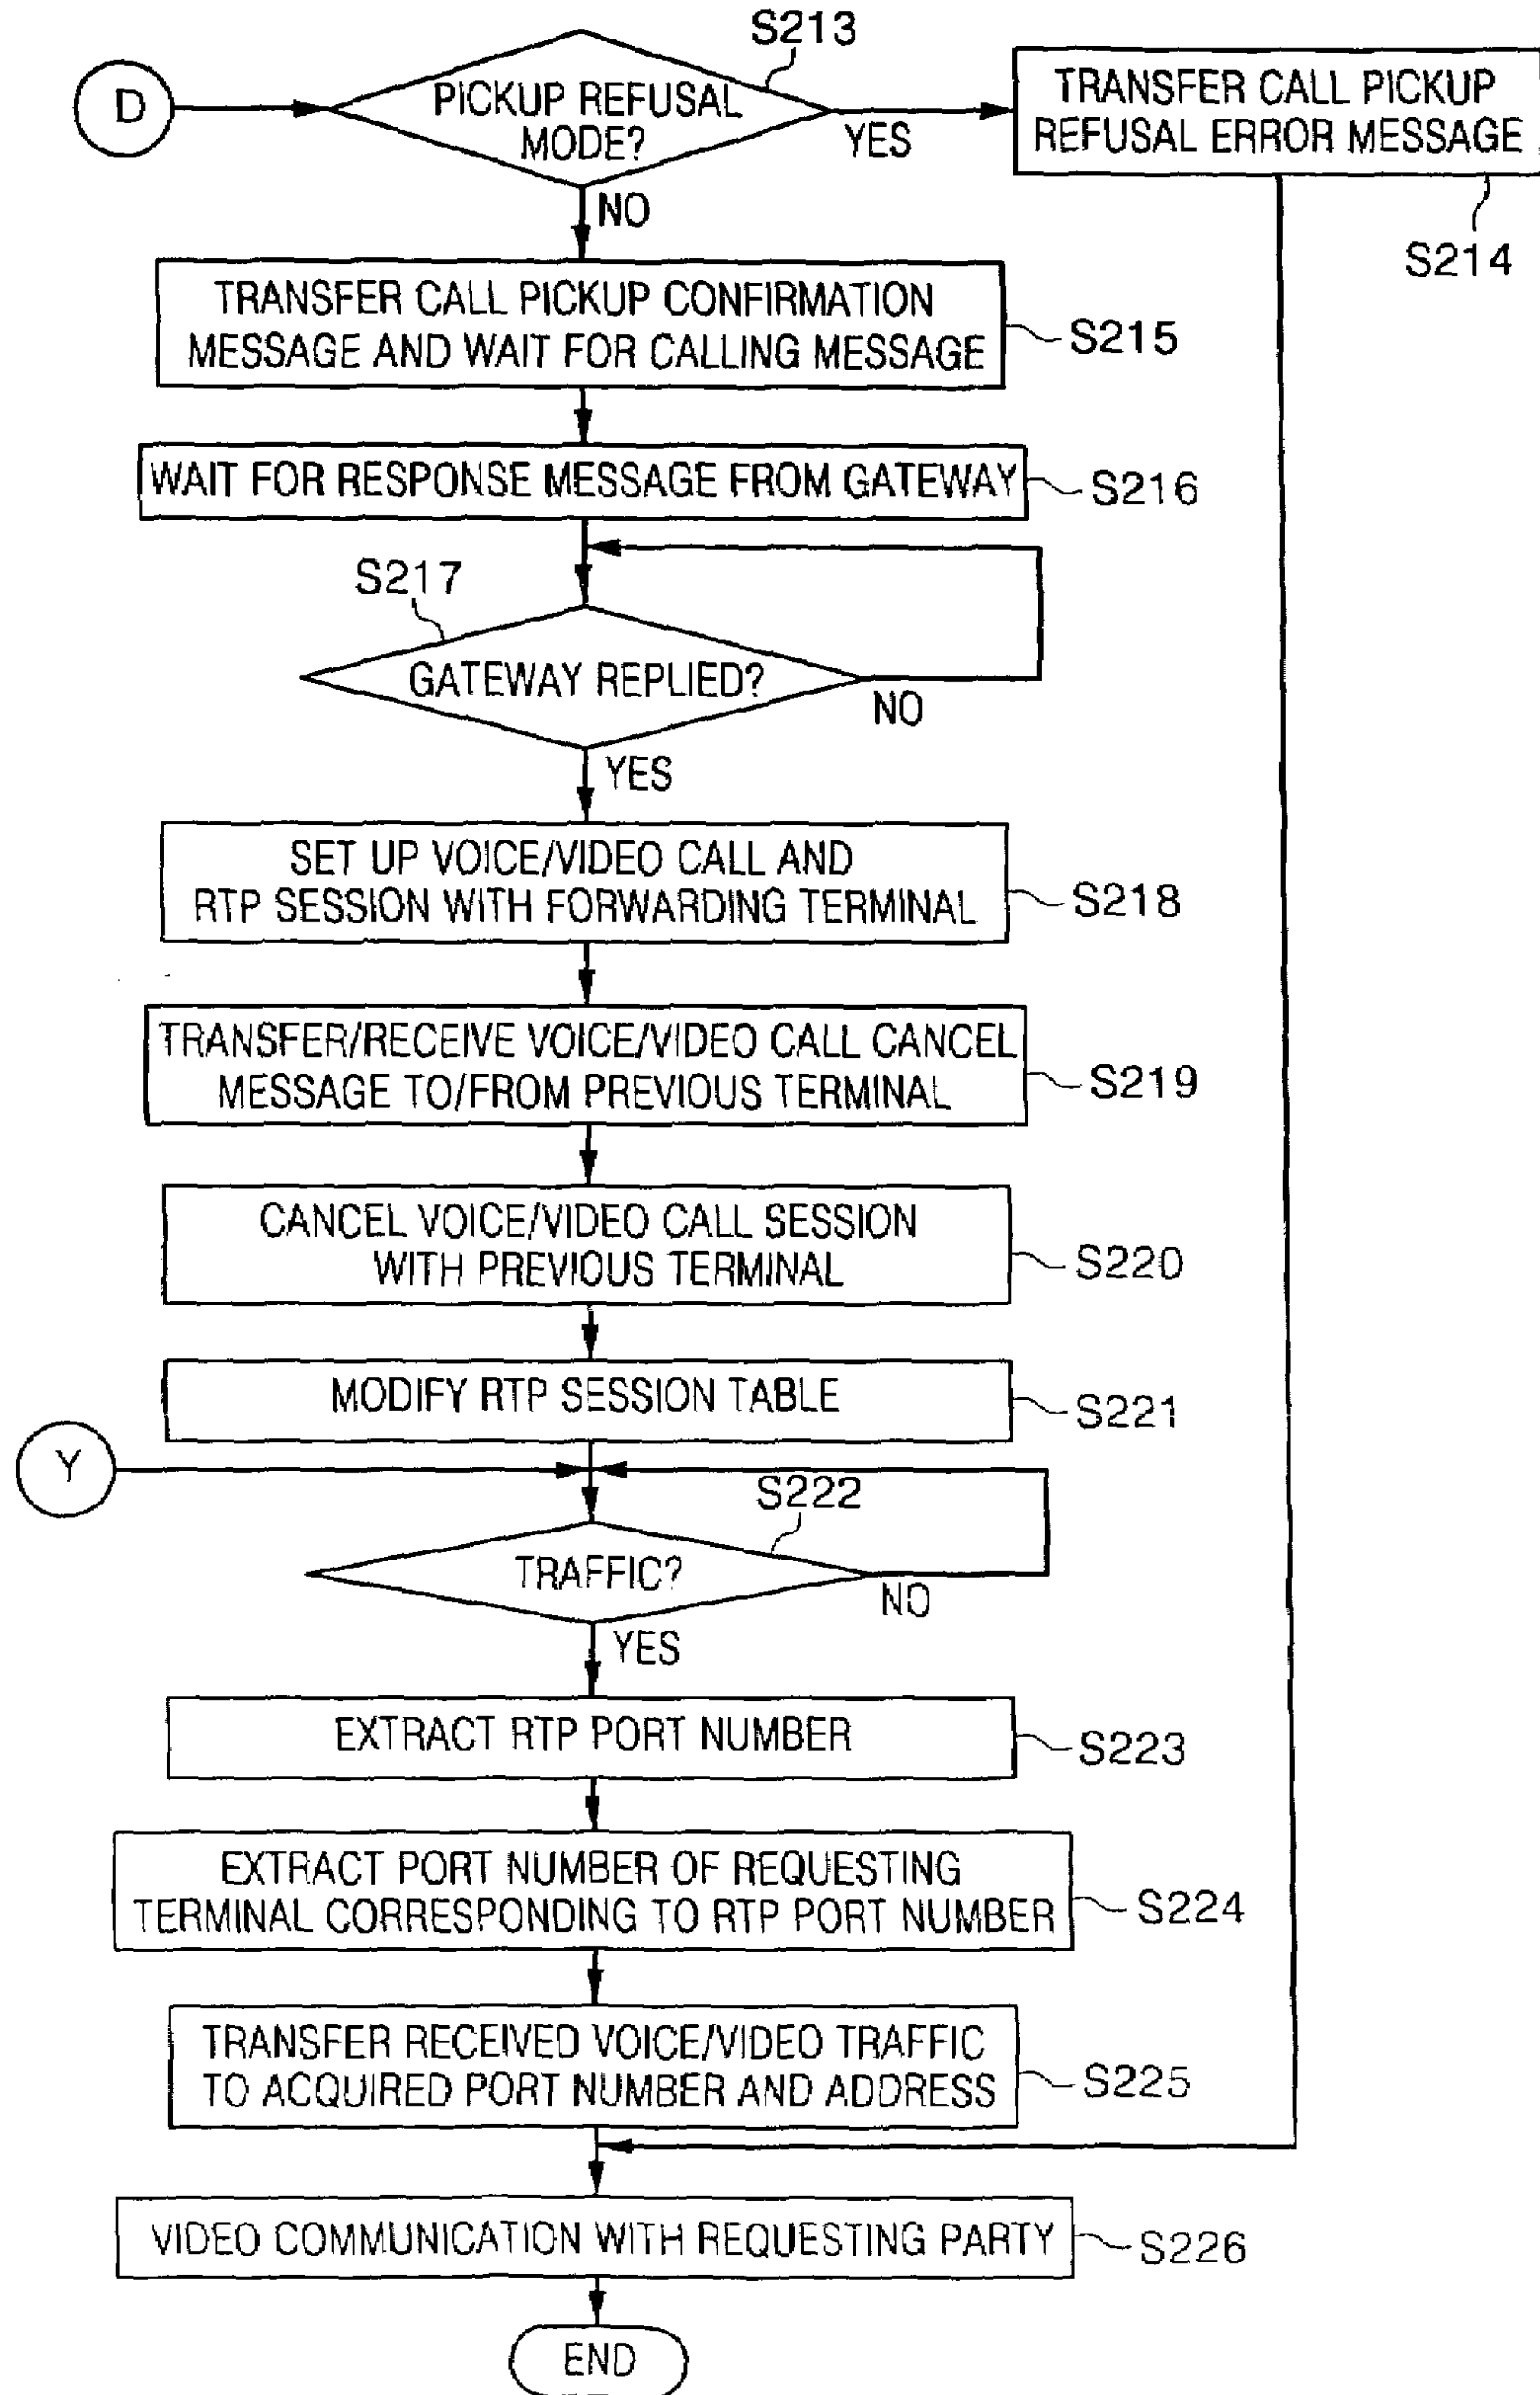 S213
D
PICKUP REFUSAL
MODE?
YES
TRANSFER CALL PICKUP
REFUSAL ERROR MESSAGE
S214
NO
TRANSFER CALL PICKUP CONFIRMATION
MESSAGE AND WAIT FOR CALLING MESSAGE
S215
WAIT FOR RESPONSE MESSAGE FROM GATEWAY
S216
S217
GATEWAY REPLIED?
NO
YES
SET UP VOICE/VIDEO CALL AND
RTP SESSION WITH FORWARDING TERMINAL
S218
TRANSFER/RECEIVE VOICE/VIDEO CALL CANCEL
MESSAGE TO/FROM PREVIOUS TERMINAL
S219
CANCEL VOICE/VIDEO CALL SESSION
WITH PREVIOUS TERMINAL
S220
MODIFY RTP SESSION TABLE
S221
Y
S222
TRAFFIC?
NO
YES
EXTRACT RTP PORT NUMBER
S223
EXTRACT PORT NUMBER OF REQUESTING
TERMINAL CORRESPONDING TO RTP PORT NUMBER
S224
TRANSFER RECEIVED VOICE/VIDEO TRAFFIC
TO ACQUIRED PORT NUMBER AND ADDRESS
S225
VIDEO COMMUNICATION WITH REQUESTING PARTY
S226
END